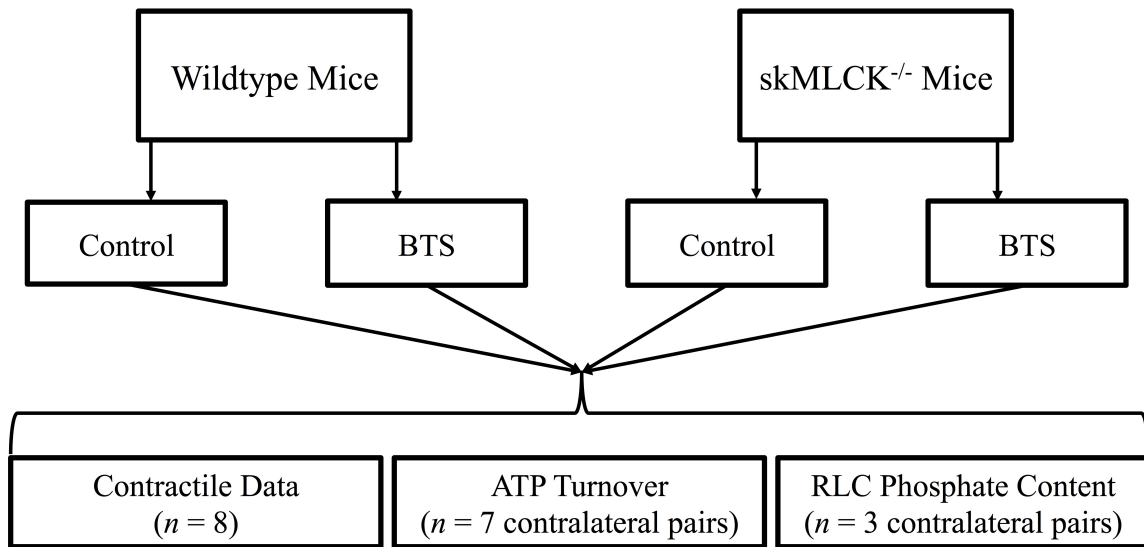 Wildtype Mice
skMLCK⁻/⁻ Mice
Control
BTS
Control
BTS
Contractile Data
(n = 8)
ATP Turnover
(n = 7 contralateral pairs)
RLC Phosphate Content
(n = 3 contralateral pairs)